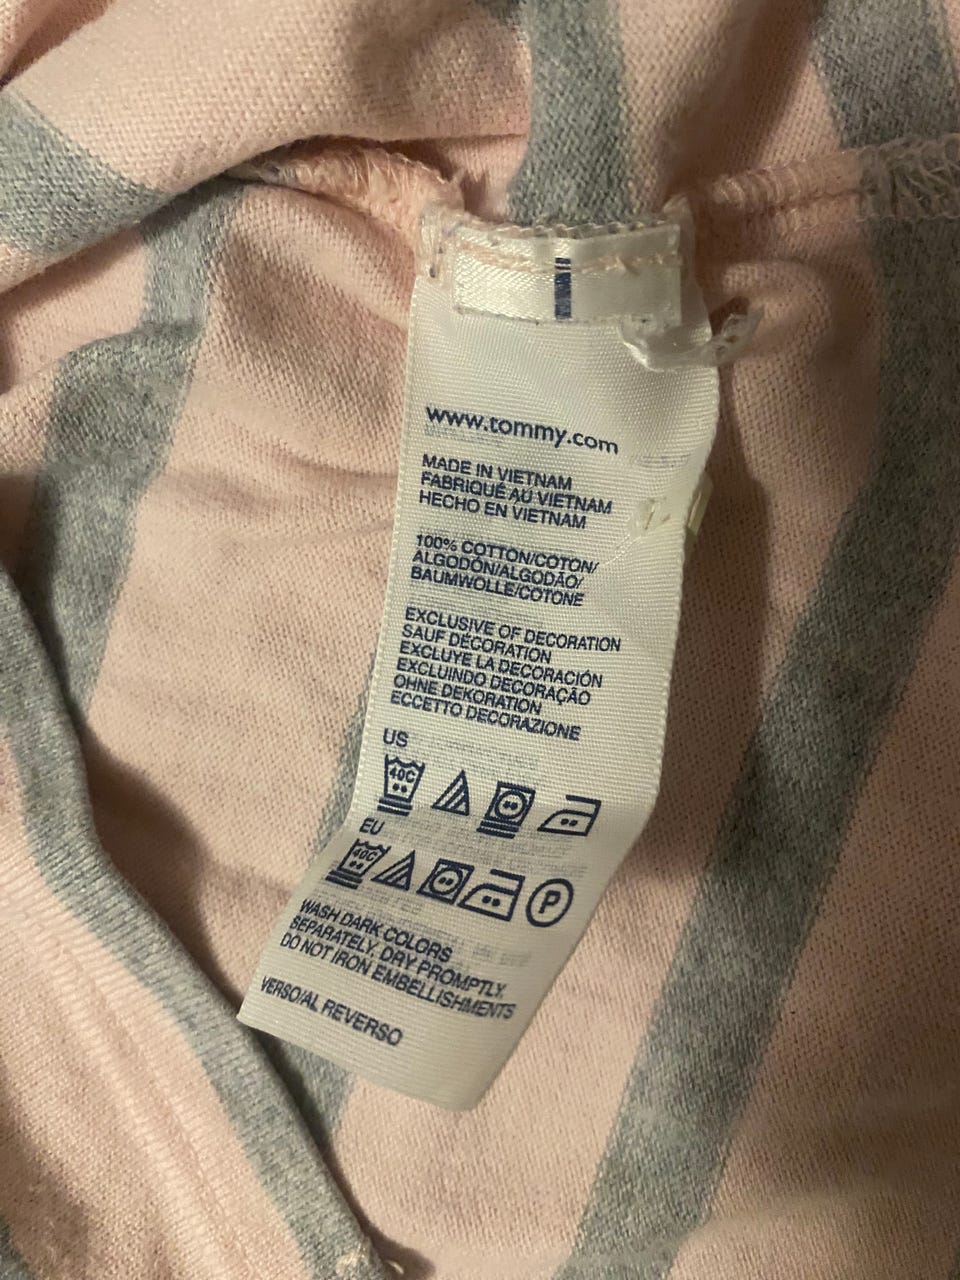 www.tommy.com
MADE IN VIETNAM
FABRIQUÉ AU VIETNAM
HECHO EN VIETNAM
100% COTTON/COTON/
ALGODÓN/ALGODÃO/
BAUMWOLLE/COTONE
EXCLUSIVE OF DECORATION
SAUF DÉCORATION
EXCLUYE LA DECORACIÓN
EXCLUINDO DECORAÇÃO
OHNE DEKORATION
ECCETTO DECORAZIONE
US
40C
EU
40C P
WASH DARK COLORS
SEPARATELY, DRY PROMPTLY,
DO NOT IRON EMBELLISHMENTS
VERSO/AL REVERSO